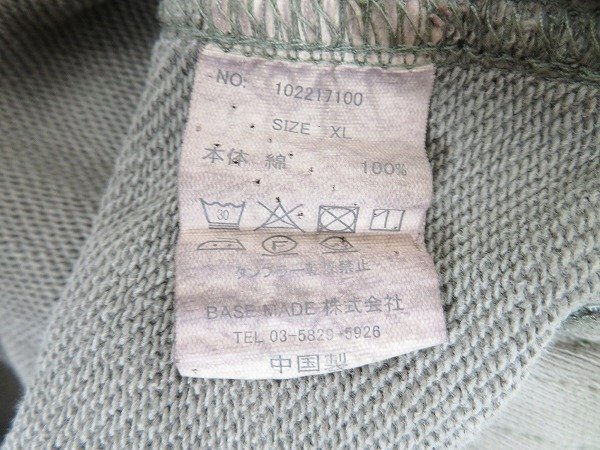 NO. 102217100
SIZE XL
本体 綿 100%
30
タンブラー乾燥禁止
BASE MADE 株式会社
TEL 03-5829-5926
中国製